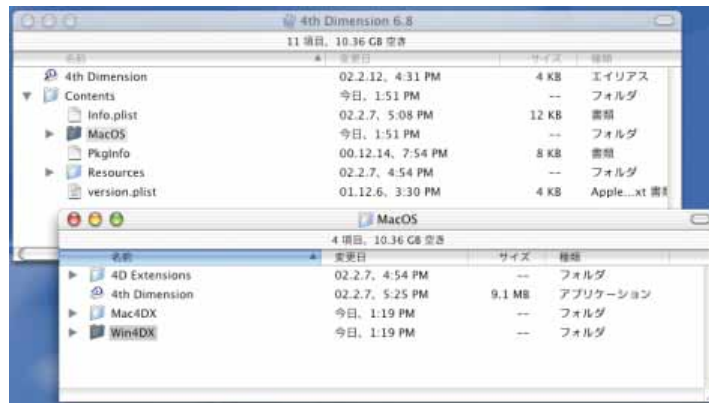 4th Dimension 6.8
11 項目、10.36 GB 空き
名前 変更日 サイズ 種類
4th Dimension 02.2.12, 4:31 PM 4 KB エイリアス
Contents 今日, 1:51 PM -- フォルダ
Info.plist 02.2.7, 5:08 PM 12 KB 書類
MacOS 今日, 1:51 PM -- フォルダ
PkgInfo 00.12.14, 7:54 PM 8 KB 書類
Resources 02.2.7, 4:54 PM -- フォルダ
version.plist 01.12.6, 3:30 PM 4 KB Apple...xt 書類
MacOS
4 項目、10.36 GB 空き
名前 変更日 サイズ 種類
4D Extensions 02.2.7, 4:54 PM -- フォルダ
4th Dimension 02.2.7, 5:25 PM 9.1 MB アプリケーション
Mac4DX 今日, 1:19 PM -- フォルダ
Win4DX 今日, 1:19 PM -- フォルダ